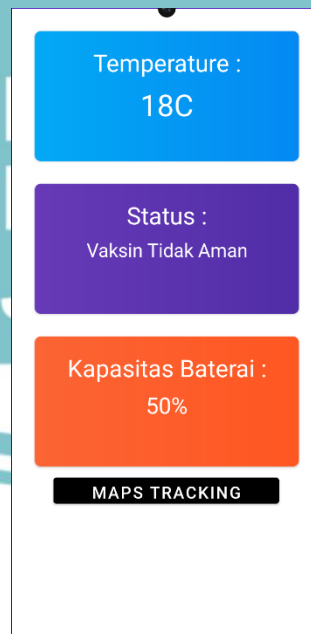 Temperature :
18C
Status :
Vaksin Tidak Aman
Kapasitas Baterai :
50%
MAPS TRACKING